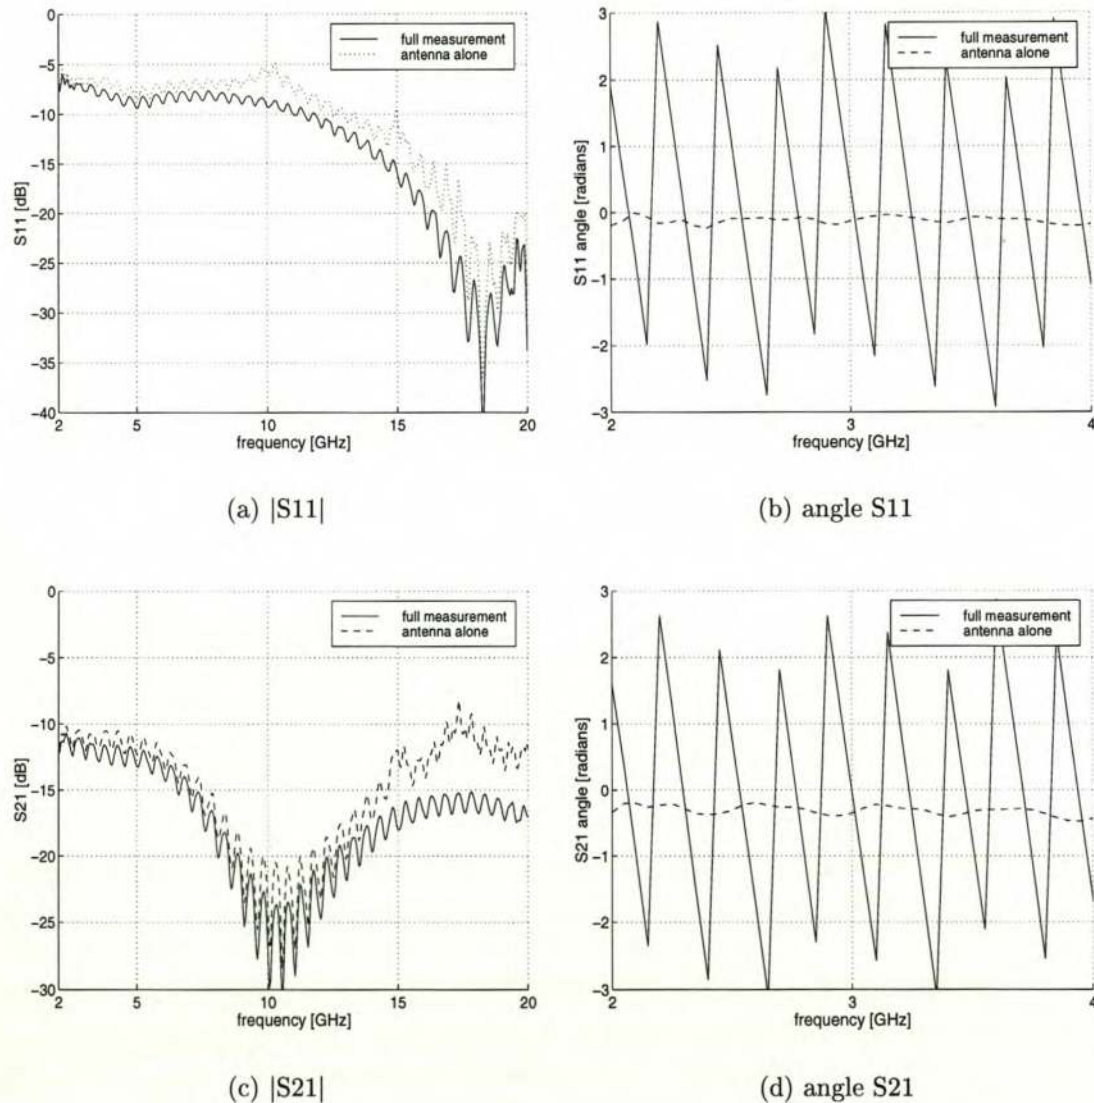 full measurement
antenna alone
0
−5
−10
−15
−20
−25
−30
−35
−40
S11 [dB]
2
5
10
15
20
frequency [GHz]
(a) |S11|
full measurement
antenna alone
3
2
1
0
−1
−2
−3
S11 angle [radians]
2
3
4
frequency [GHz]
(b) angle S11
full measurement
antenna alone
0
−5
−10
−15
−20
−25
−30
S21 [dB]
2
5
10
15
20
frequency [GHz]
(c) |S21|
full measurement
antenna alone
3
2
1
0
−1
−2
−3
S21 angle [radians]
2
3
4
frequency [GHz]
(d) angle S21